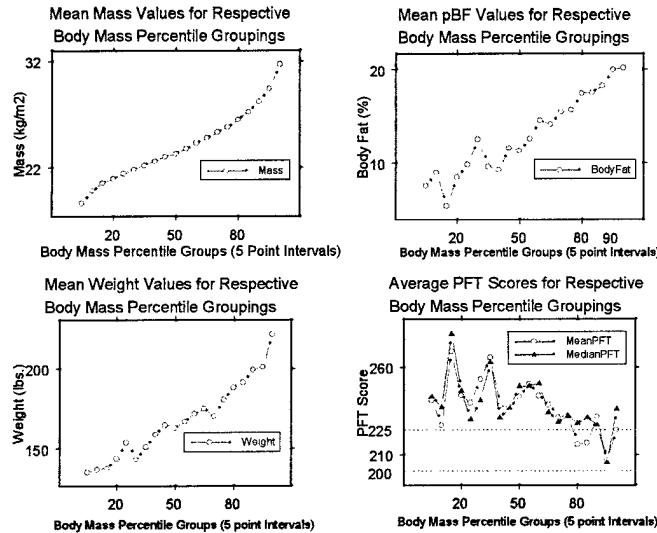 Mean Mass Values for Respective
Body Mass Percentile Groupings
32
22
Mass (kg/m2)
Mass
20
50
80
Body Mass Percentile Groups (5 Point Intervals)
Mean pBF Values for Respective
Body Mass Percentile Groupings
20
10
Body Fat (%)
BodyFat
20
50
80
90
Body Mass Percentile Groups (5 point Intervals)
Mean Weight Values for Respective
Body Mass Percentile Groupings
200
150
Weight (lbs.)
Weight
20
50
80
Body Mass Percentile Groups (5 point Intervals)
Average PFT Scores for Respective
Body Mass Percentile Groupings
MeanPFT
MedianPFT
260
225
210
200
PFT Score
20
50
80
Body Mass Percentile Groups (5 point Intervals)